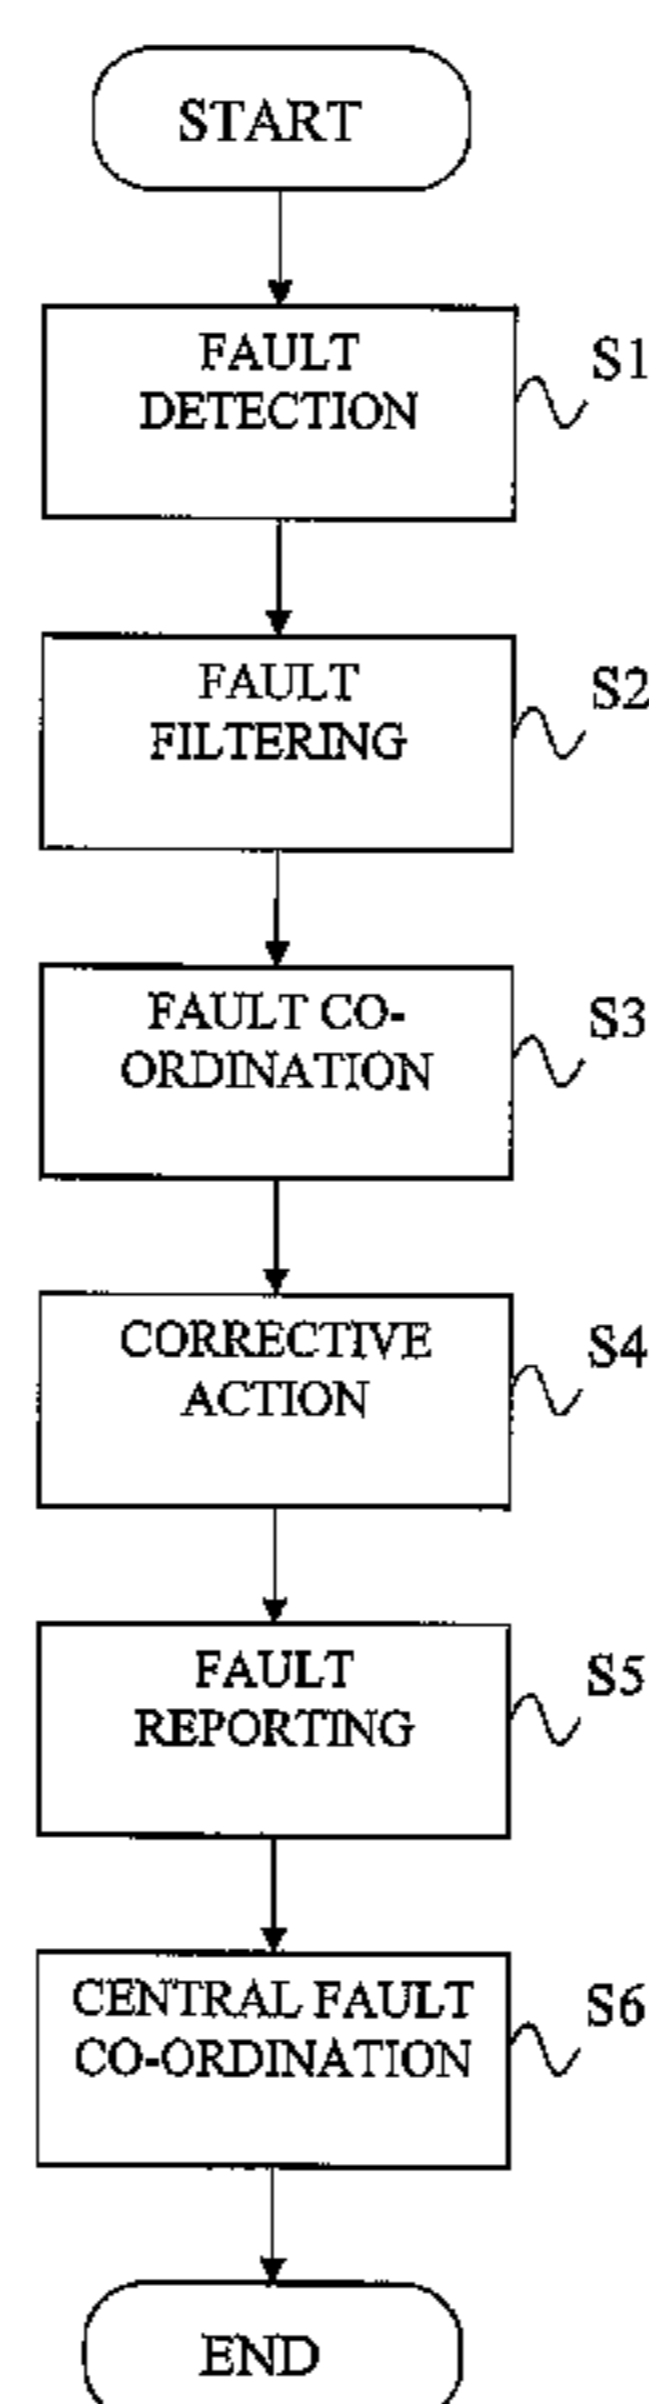 START
FAULT
DETECTION
S1
FAULT
FILTERING
S2
FAULT CO-
ORDINATION
S3
CORRECTIVE
ACTION
S4
FAULT
REPORTING
S5
CENTRAL FAULT
CO-ORDINATION
S6
END